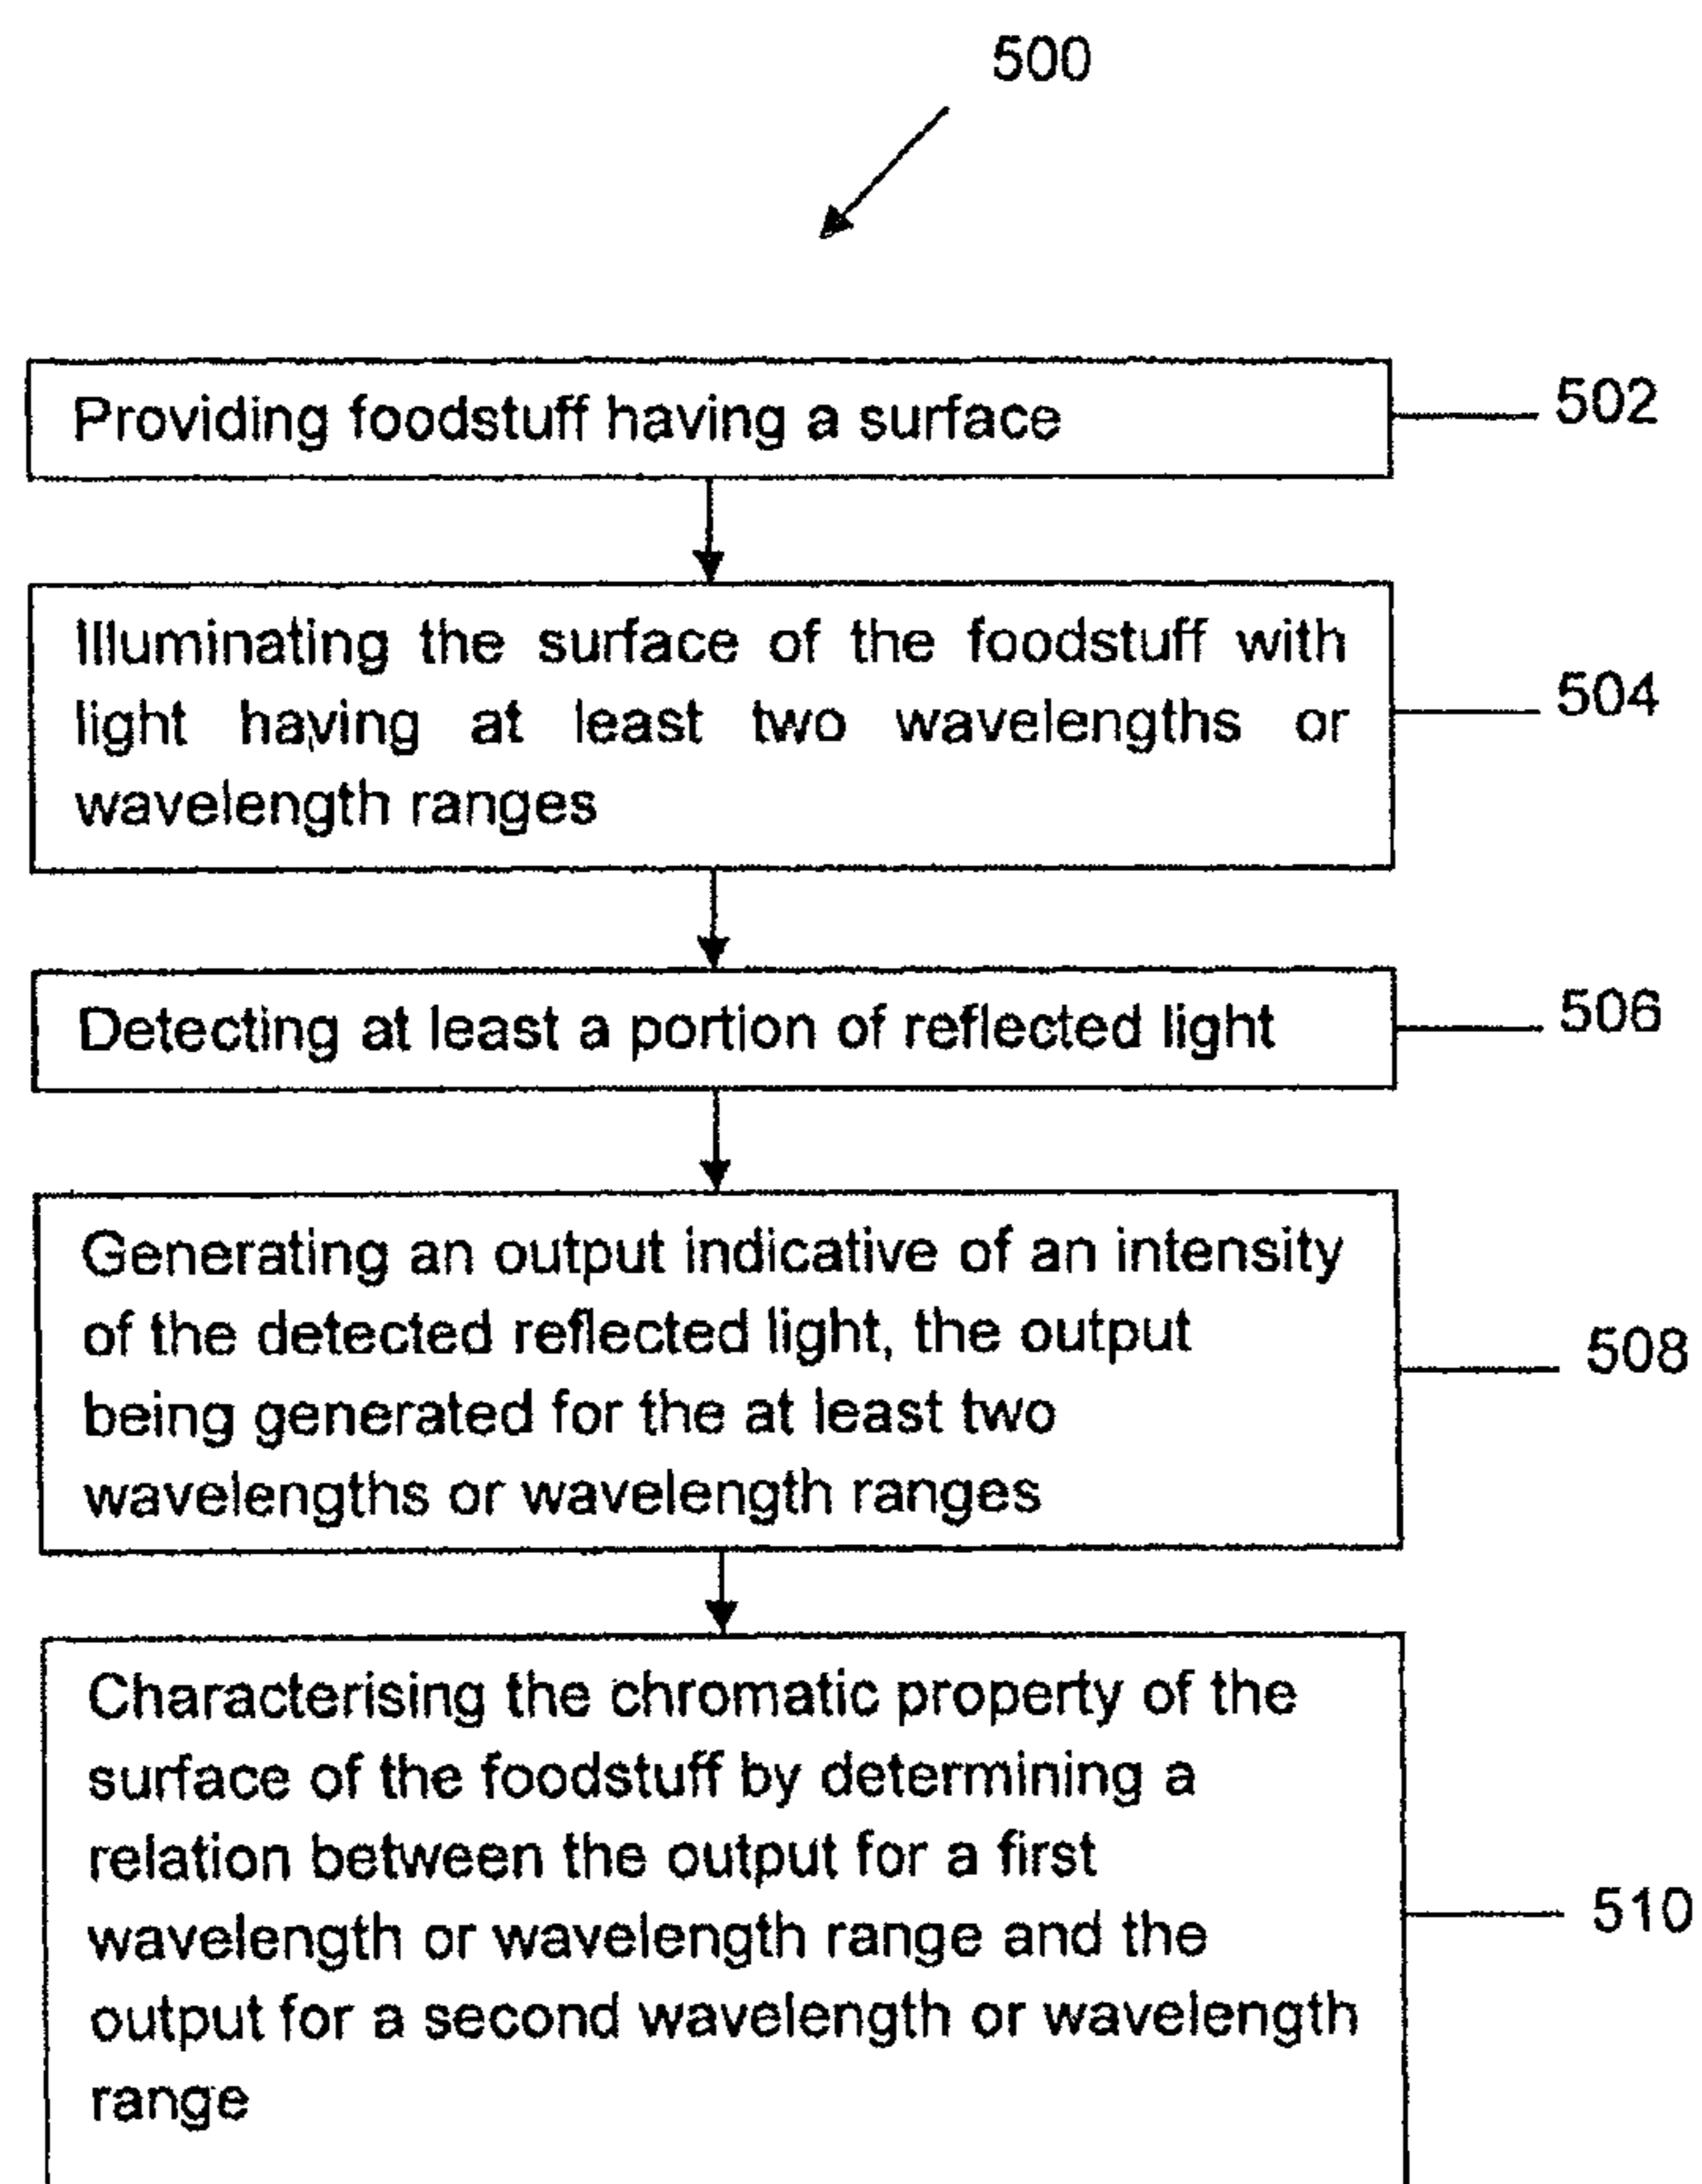 500
Providing foodstuff having a surface
502
Illuminating the surface of the foodstuff with
light having at least two wavelengths or
wavelength ranges
504
Detecting at least a portion of reflected light
506
Generating an output indicative of an intensity
of the detected reflected light, the output
being generated for the at least two
wavelengths or wavelength ranges
508
Characterising the chromatic property of the
surface of the foodstuff by determining a
relation between the output for a first
wavelength or wavelength range and the
output for a second wavelength or wavelength
range
510